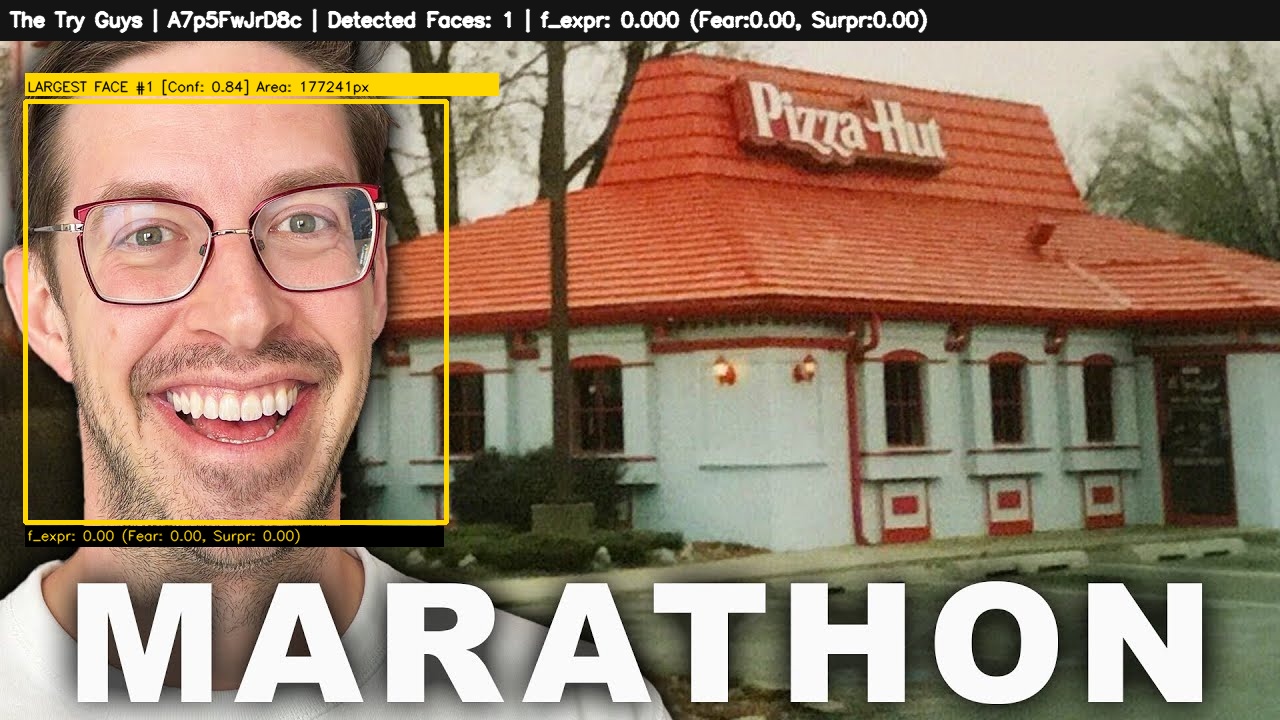 The Try Guys | A7p5FwJrD8c | Detected Faces: 1 | f_expr: 0.000 (Fear:0.00, Surpr:0.00)
LARGEST FACE #1 [Conf: 0.84] Area: 177241px
Pizza Hut
f_expr: 0.00 (Fear: 0.00, Surpr: 0.00)
MARATHON